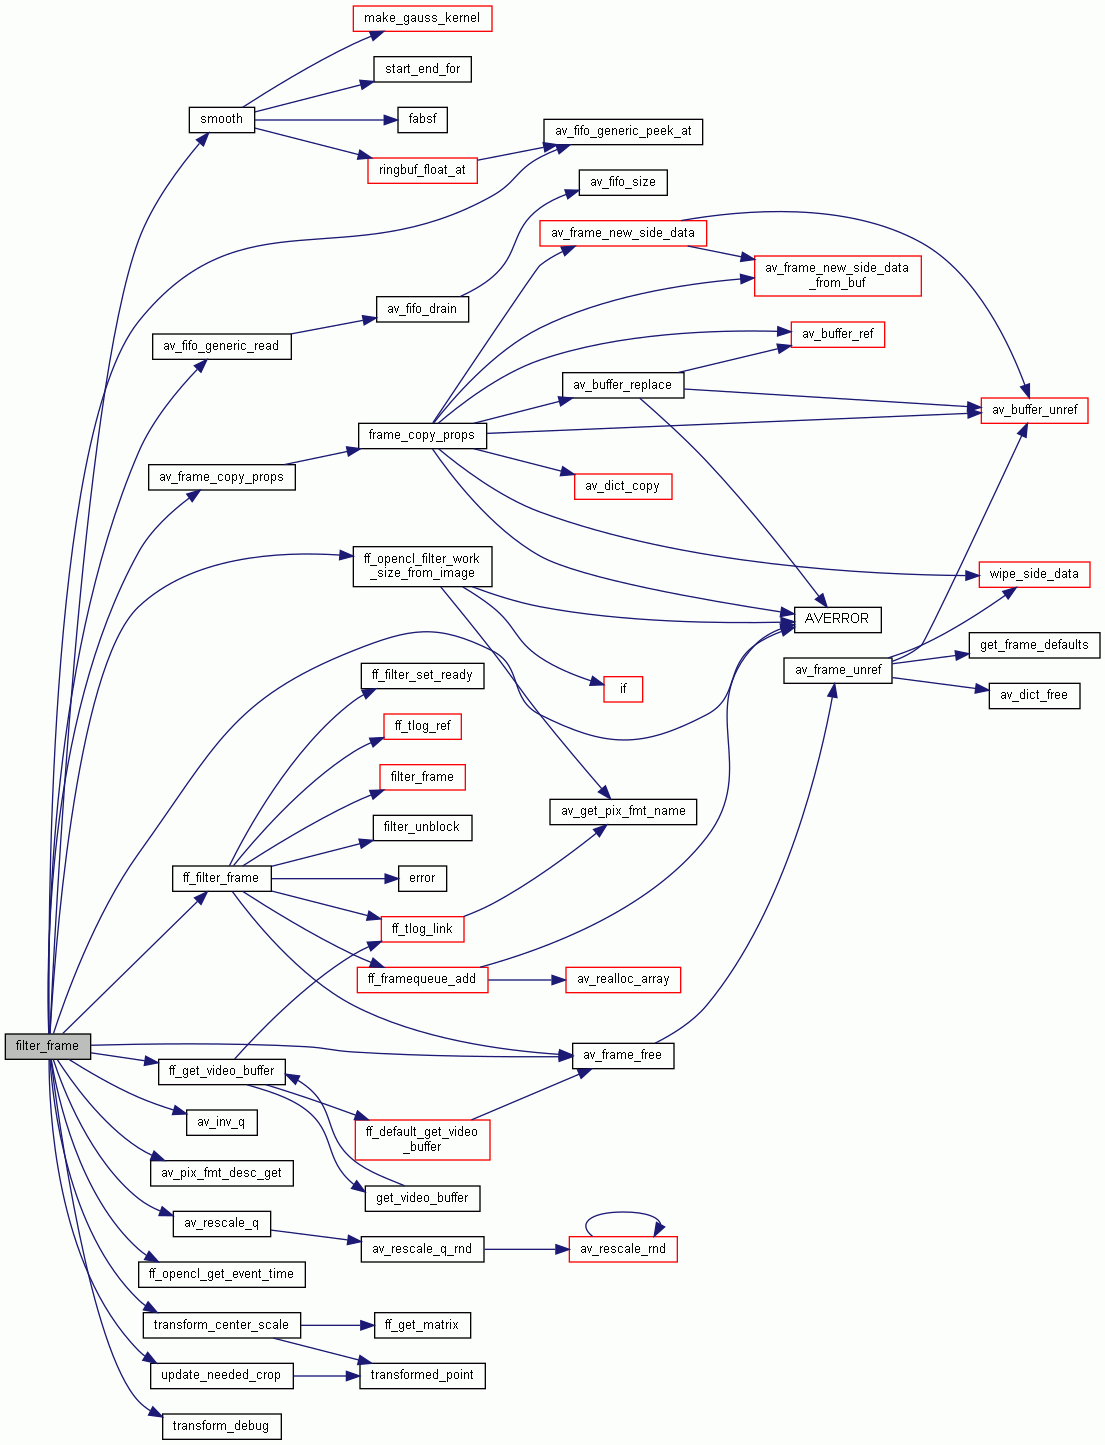 make_gauss_kernel
start_end_for
smooth
fabsf
av_fifo_generic_peek_at
ringbuf_float_at
av_fifo_size
av_frame_new_side_data
av_frame_new_side_data
_from_buf
av_fifo_drain
av_buffer_ref
av_fifo_generic_read
av_buffer_replace
av_buffer_unref
frame_copy_props
av_frame_copy_props
av_dict_copy
ff_opencl_filter_work
_size_from_image
wipe_side_data
AVERROR
get_frame_defaults
av_frame_unref
ff_filter_set_ready
if
av_dict_free
ff_tlog_ref
filter_frame
av_get_pix_fmt_name
filter_unblock
ff_filter_frame
error
ff_tlog_link
ff_framequeue_add
av_realloc_array
filter_frame
av_frame_free
ff_get_video_buffer
av_inv_q
ff_default_get_video
_buffer
av_pix_fmt_desc_get
get_video_buffer
av_rescale_q
av_rescale_q_rnd
av_rescale_rnd
ff_opencl_get_event_time
transform_center_scale
ff_get_matrix
update_needed_crop
transformed_point
transform_debug